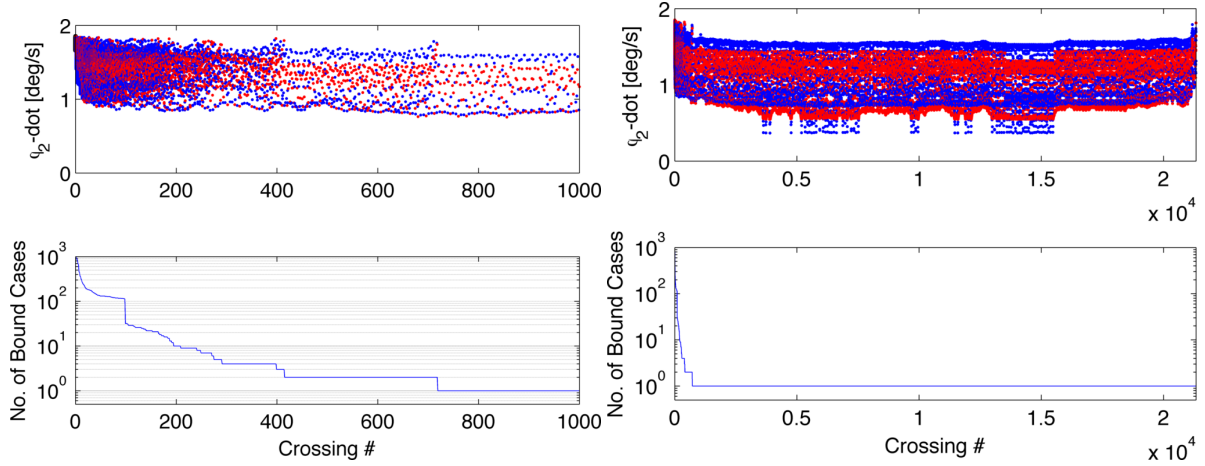 2
1
0
q2-dot [deg/s]
0 200 400 600 800 1000
2
1
0
q2-dot [deg/s]
0 0.5 1 1.5 2
Crossing #
x 10^4
10^3
10^2
10^1
10^0
No. of Bound Cases
0 200 400 600 800 1000
Crossing #
10^3
10^2
10^1
10^0
No. of Bound Cases
0 0.5 1 1.5 2
Crossing #
x 10^4